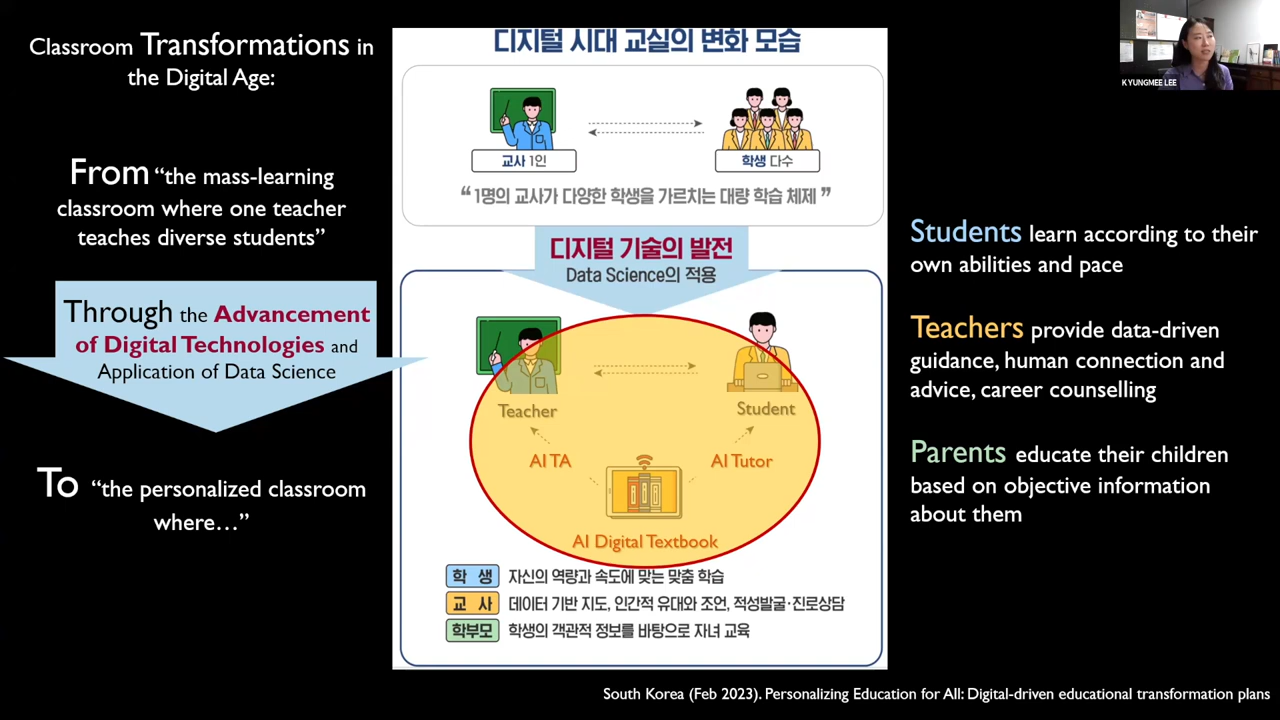 Classroom Transformations in
the Digital Age:
From “the mass-learning
classroom where one teacher
teaches diverse students”
Through the Advancement
of Digital Technologies and
Application of Data Science
To “the personalized classroom
where…”
디지털 시대 교실의 변화 모습
교사 1인
학생 다수
“ 1명의 교사가 다양한 학생을 가르치는 대량 학습 체제 ”
디지털 기술의 발전
Data Science의 적용
Teacher
Student
AI TA
AI Tutor
AI Digital Textbook
학 생 자신의 역량과 속도에 맞는 맞춤 학습
교 사 데이터 기반 지도, 인간적 유대와 조언, 적성발굴·진로상담
학부모 학생의 객관적 정보를 바탕으로 자녀 교육
KYUNGMEE LEE
Students learn according to their
own abilities and pace
Teachers provide data-driven
guidance, human connection and
advice, career counselling
Parents educate their children
based on objective information
about them
South Korea (Feb 2023). Personalizing Education for All: Digital-driven educational transformation plans